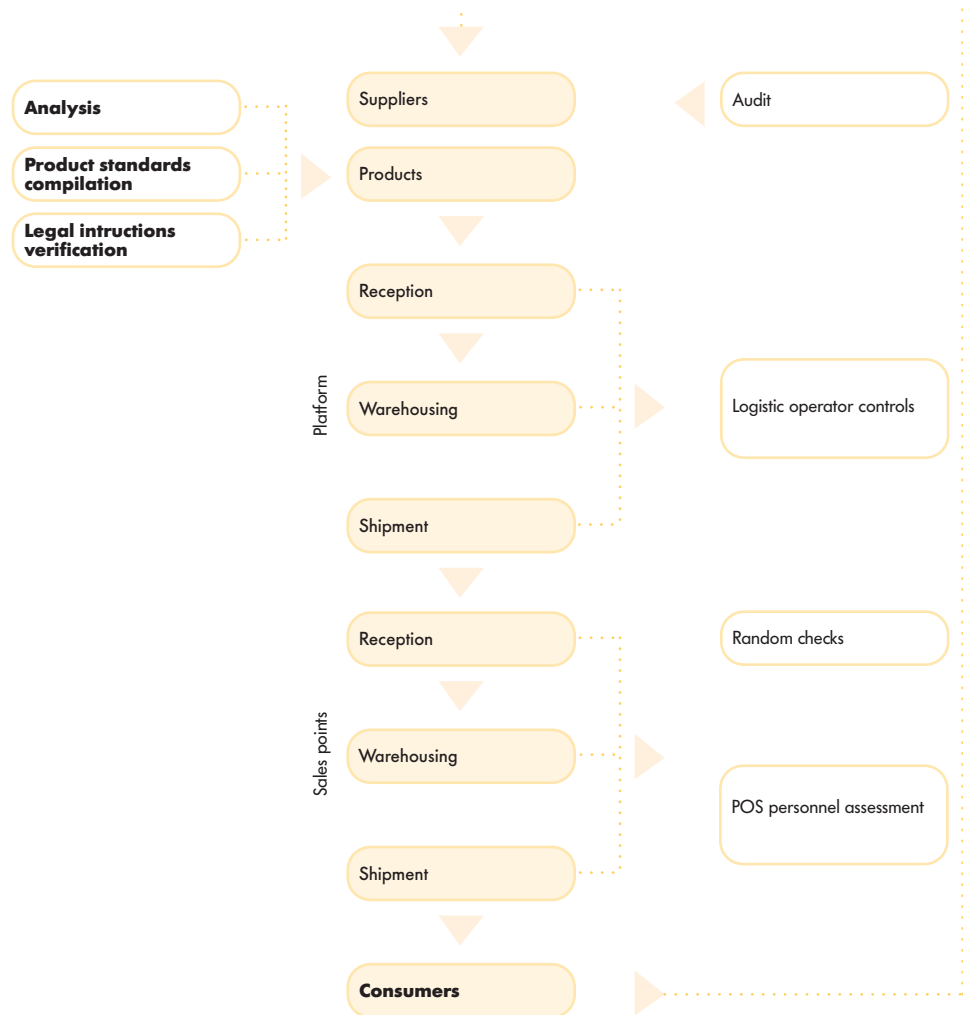 Suppliers
Audit
Analysis
Product standards
compilation
Products
Legal intructions
verification
Reception
Platform
Warehousing
Logistic operator controls
Shipment
Reception
Random checks
Sales points
Warehousing
POS personnel assessment
Shipment
Consumers